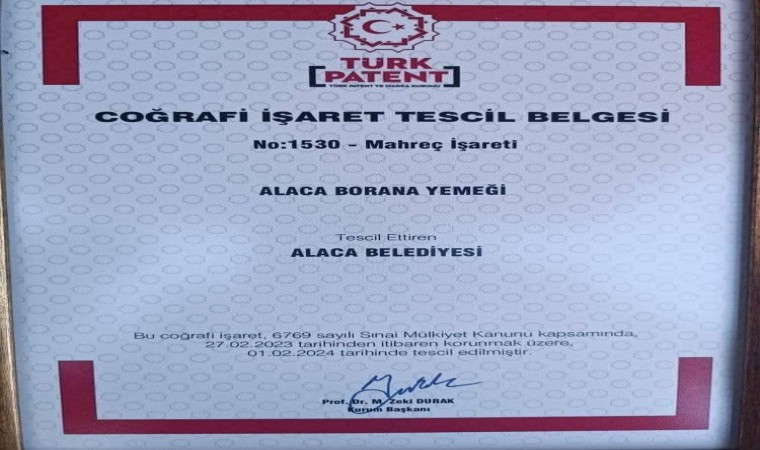 TÜRK
PATENT
TÜRK PATENT VE MARKA KURUMU
COĞRAFİ İŞARET TESCİL BELGESİ
No:1530 - Mahreç İşareti
ALACA BORANA YEMEĞİ
Tescil Ettiren
ALACA BELEDİYESİ
Bu coğrafi işaret, 6769 sayılı Sınai Mülkiyet Kanunu kapsamında,
27.02.2023 tarihinden itibaren korunmak üzere,
01.02.2024 tarihinde tescil edilmiştir.
Prof. Dr. M. Zeki DURAK
Kurum Başkanı